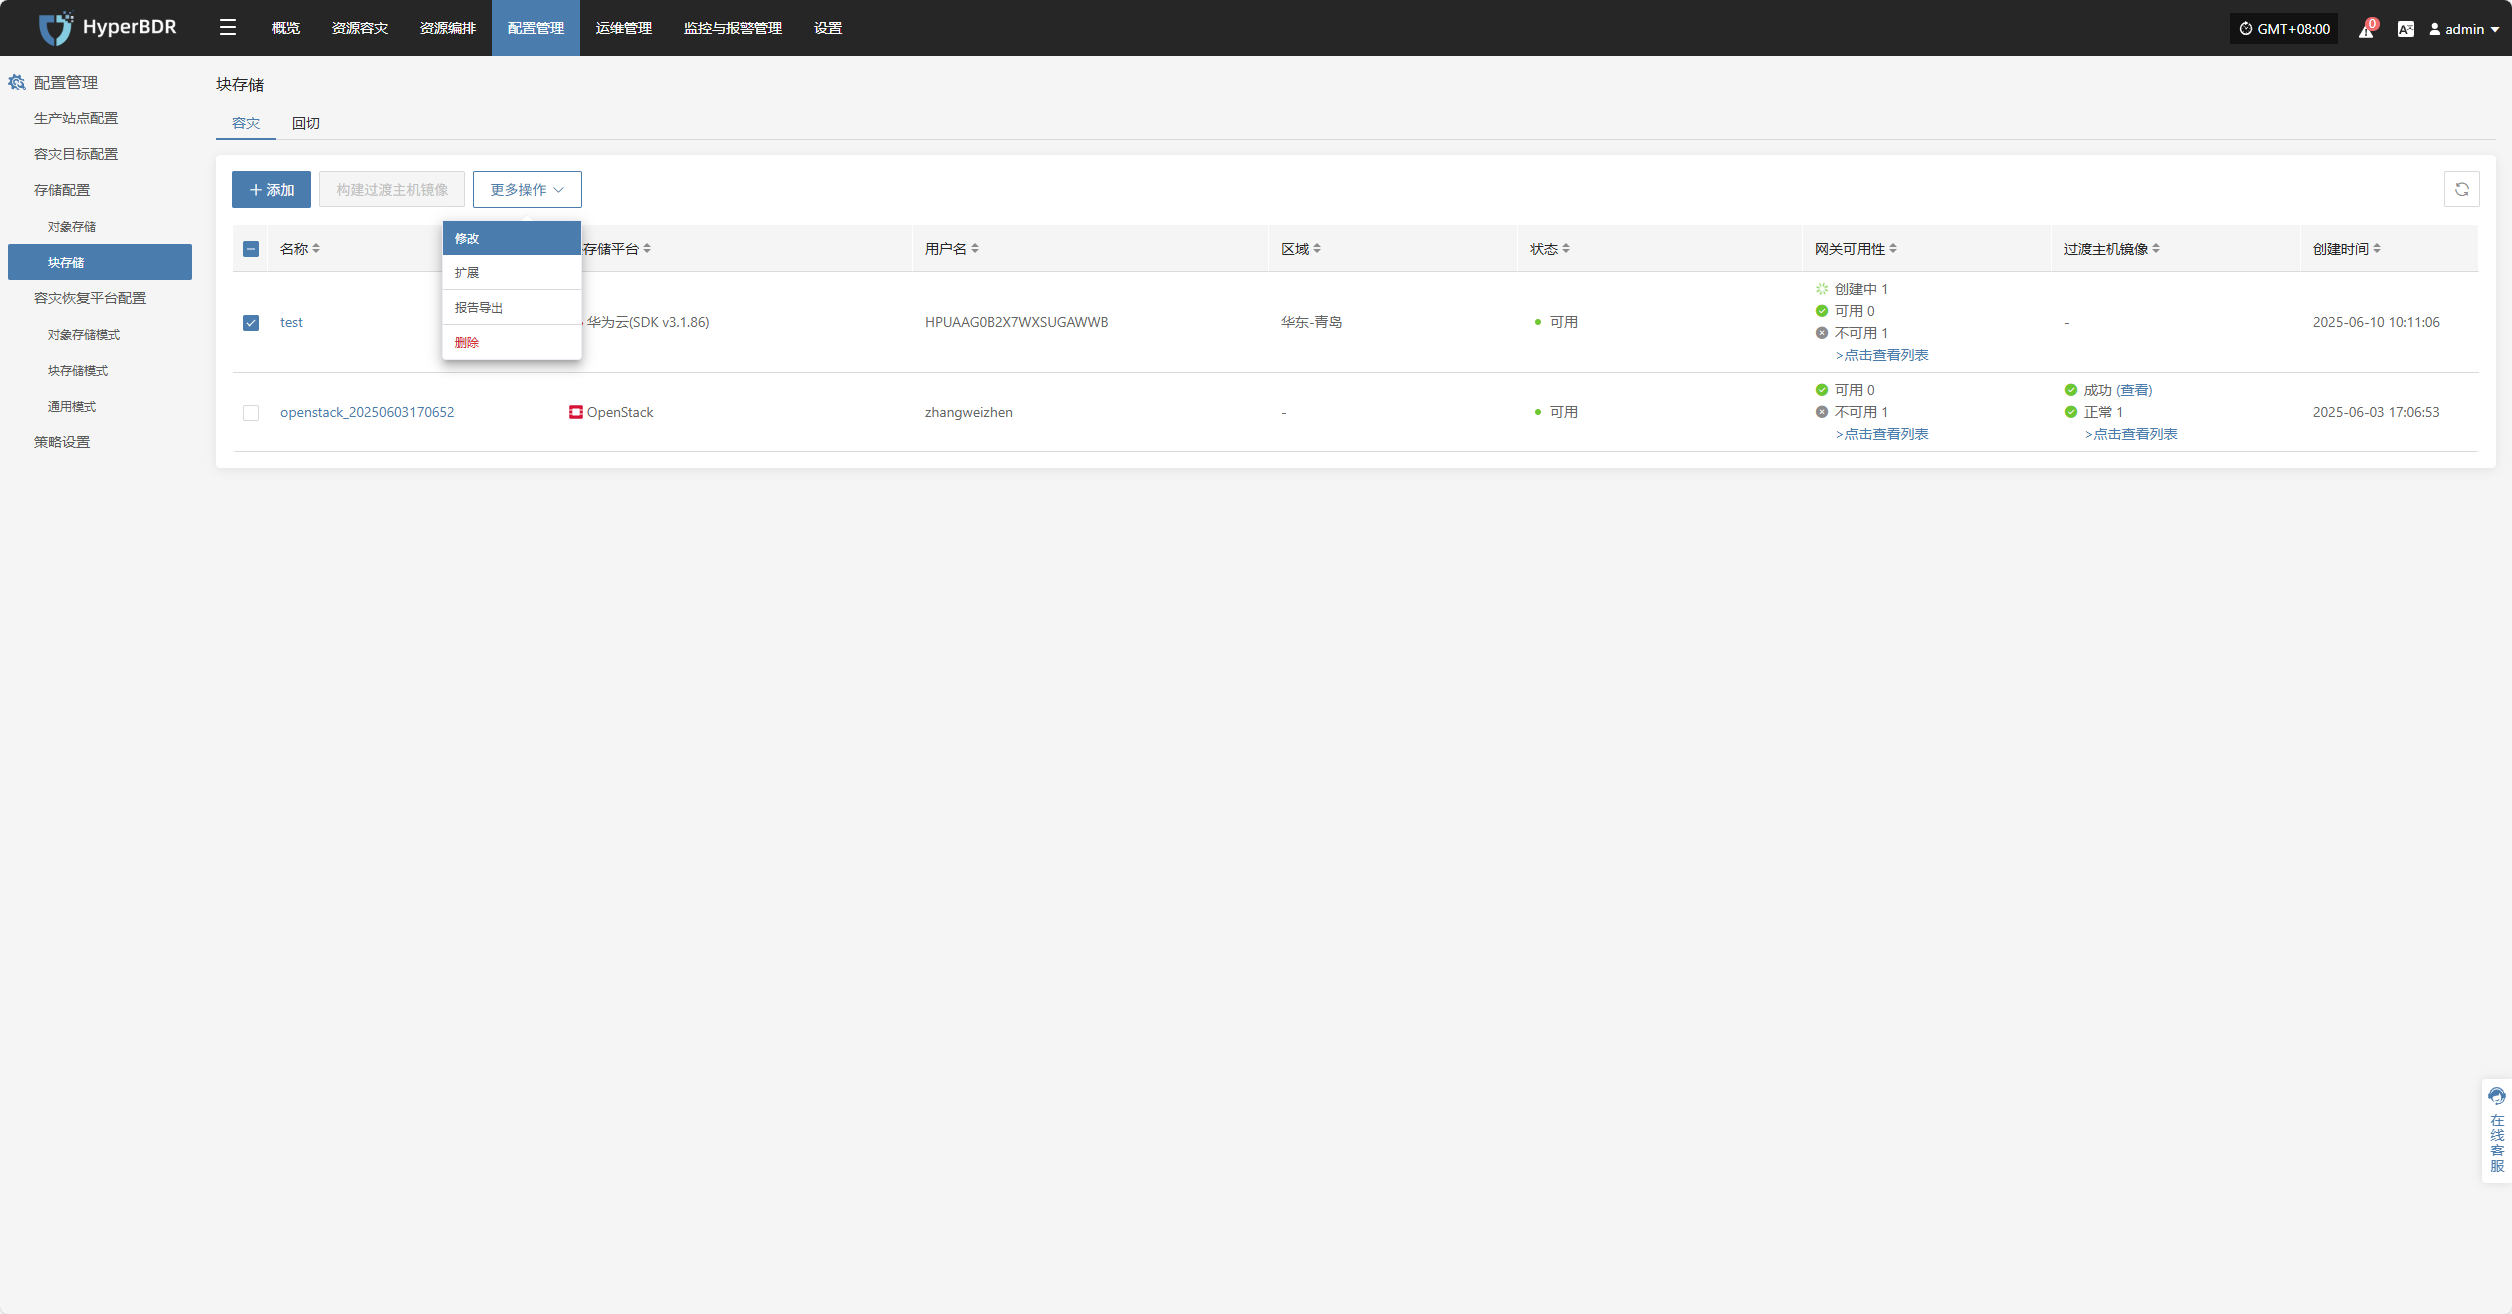 HyperBDR
概览 资源容灾 资源编排 配置管理 运维管理 监控与报警管理 设置
GMT+08:00 0 admin
配置管理
生产站点配置
容灾目标配置
存储配置
对象存储
块存储
容灾恢复平台配置
对象存储模式
块存储模式
通用模式
策略设置
块存储
容灾 回切
添加 构建过渡主机镜像 更多操作
修改
扩展
报告导出
删除
名称 存储平台 用户名 区域 状态 网关可用性 过渡主机镜像 创建时间
test 华为云(SDK v3.1.86) HPUAAG0B2X7WXSUGAWWB 华东-青岛 可用
创建中 1
可用 0
不可用 1
>点击查看列表
- 2025-06-10 10:11:06
openstack_20250603170652 OpenStack zhangweizhen - 可用
可用 0
不可用 1
>点击查看列表
成功 (查看)
正常 1
>点击查看列表
2025-06-03 17:06:53
在线客服